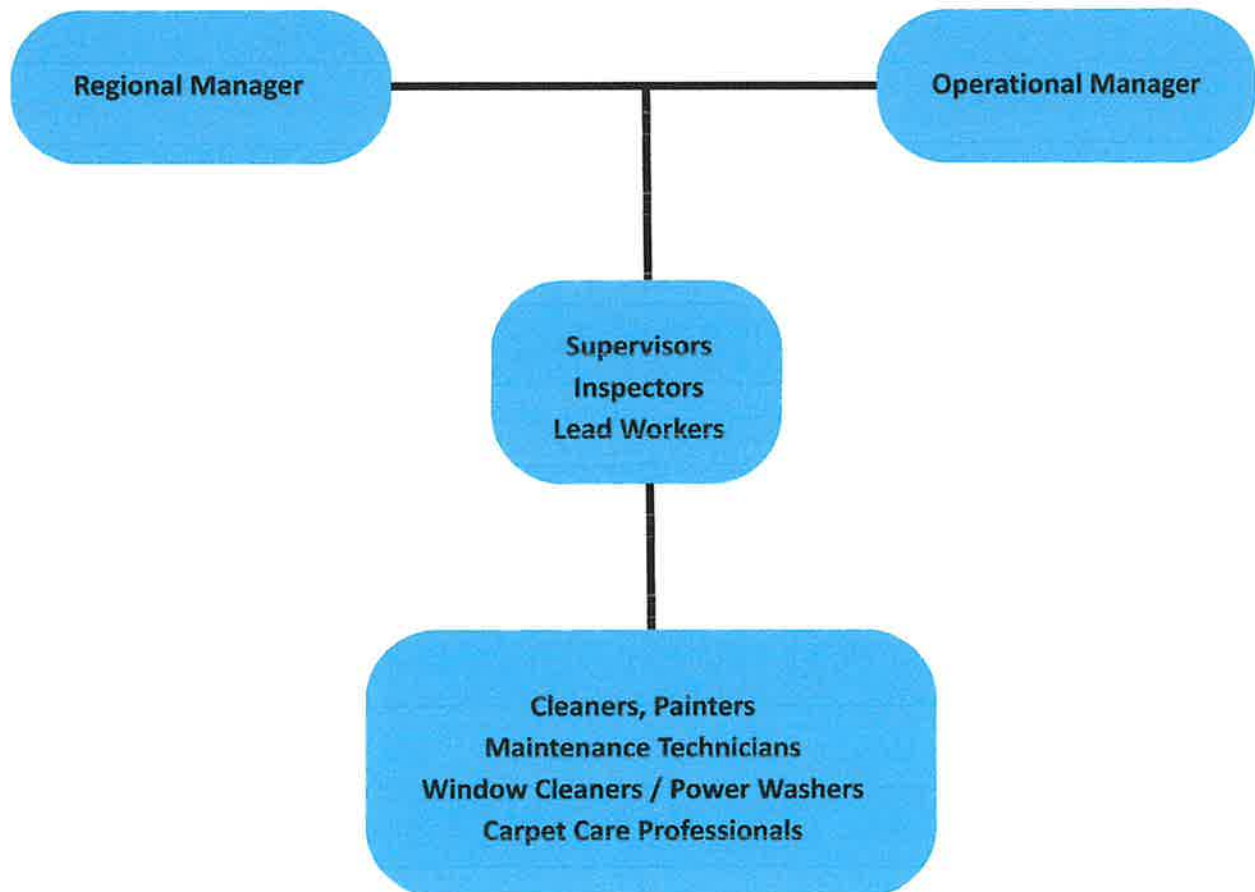 Regional Manager
Operational Manager
Supervisors
Inspectors
Lead Workers
Cleaners, Painters
Maintenance Technicians
Window Cleaners / Power Washers
Carpet Care Professionals